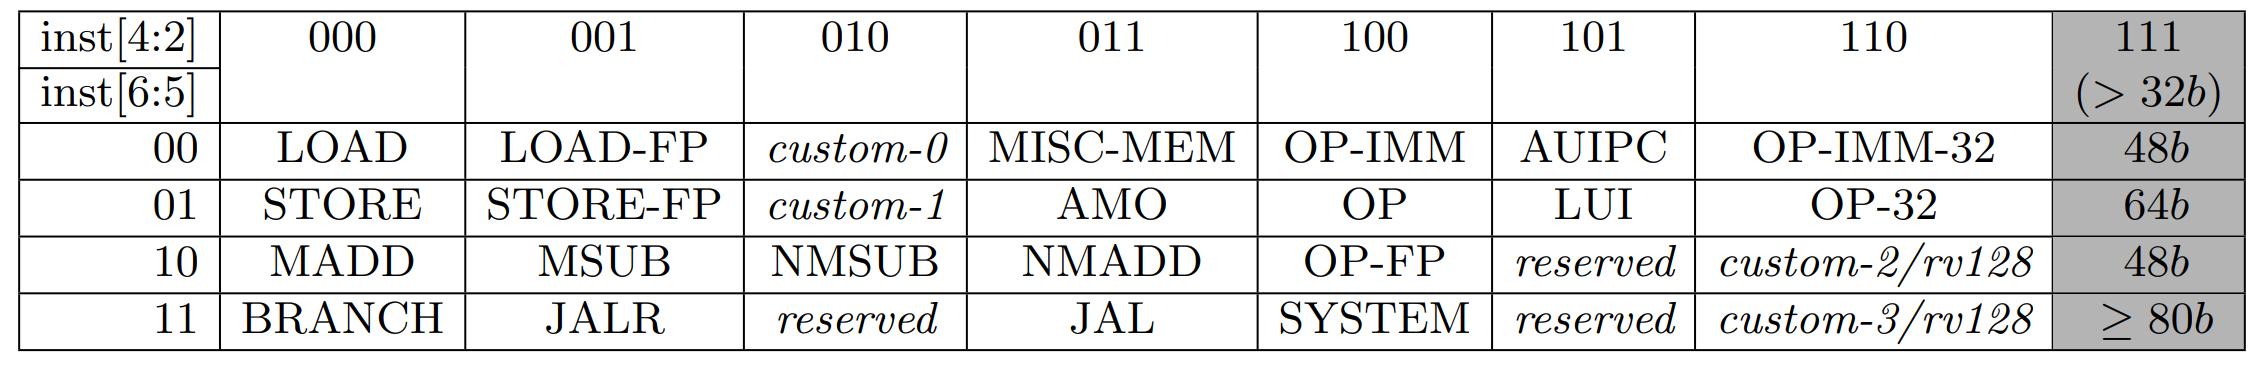 inst[4:2] 000 001 010 011 100 101 110 111
inst[6:5] (> 32b)
00 LOAD LOAD-FP custom-0 MISC-MEM OP-IMM AUIPC OP-IMM-32 48b
01 STORE STORE-FP custom-1 AMO OP LUI OP-32 64b
10 MADD MSUB NMSUB NMADD OP-FP reserved custom-2/rv128 48b
11 BRANCH JALR reserved JAL SYSTEM reserved custom-3/rv128 ≥ 80b